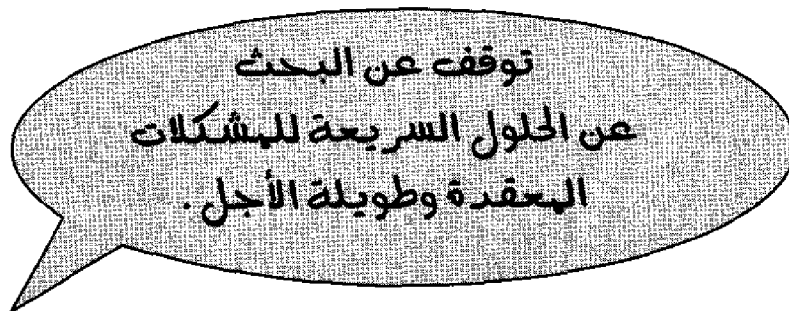 توقف عن البحث
عن الحلول السريعة للمشكلات
المعقدة وطويلة الأجل.